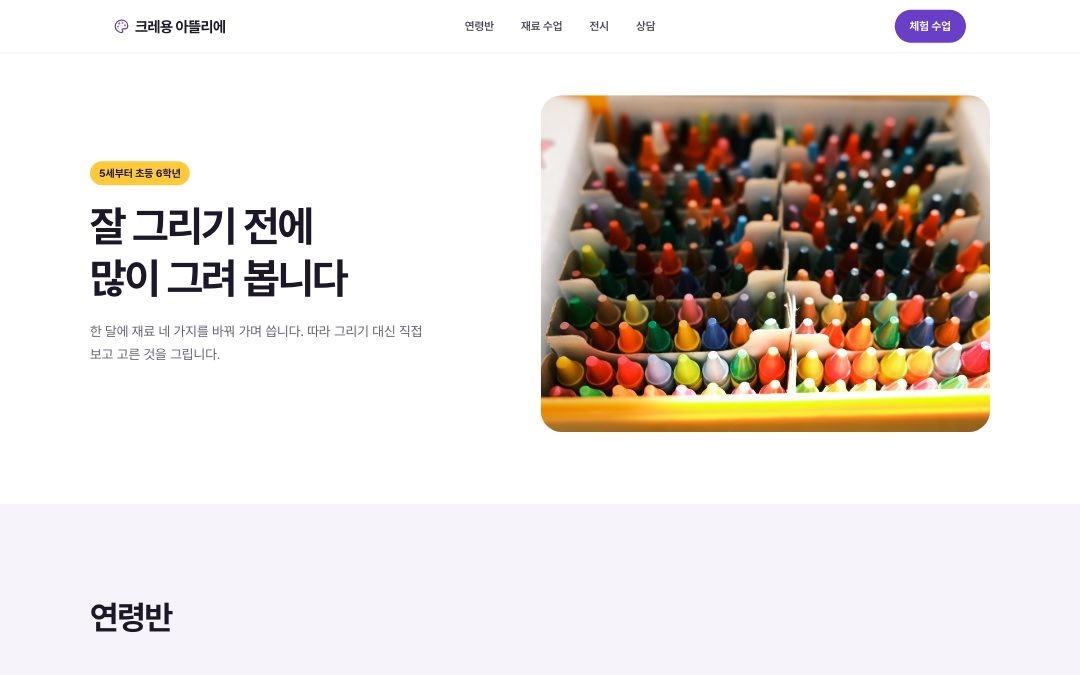 크레용 아뜰리에
연령반
재료 수업
전시
상담
체험 수업
5세부터 초등 6학년
잘 그리기 전에
많이 그려 봅니다
한 달에 재료 네 가지를 바꿔 가며 씁니다. 따라 그리기 대신 직접
보고 고른 것을 그립니다.
연령반